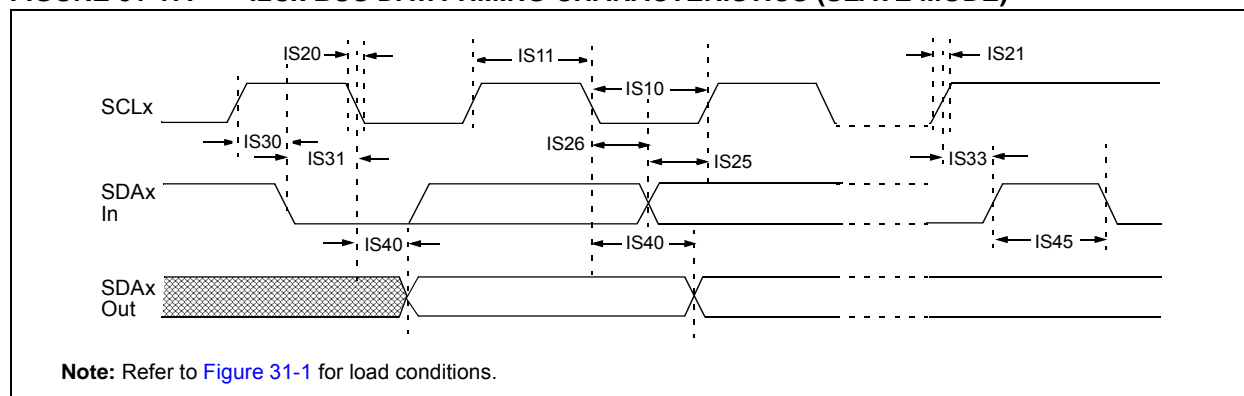 IS20
IS11
IS21
IS10
SCLx
IS30
IS31
IS26
IS25
IS33
SDAx
In
IS40
IS40
IS45
SDAx
Out
Note: Refer to Figure 31-1 for load conditions.